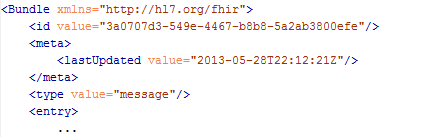 <Bundle xmlns="http://hl7.org/fhir">
<id value="3a0707d3-549e-4467-b8b8-5a2ab3800efe"/>
<meta>
<lastUpdated value="2013-05-28T22:12:21Z"/>
</meta>
<type value="message"/>
<entry>
...